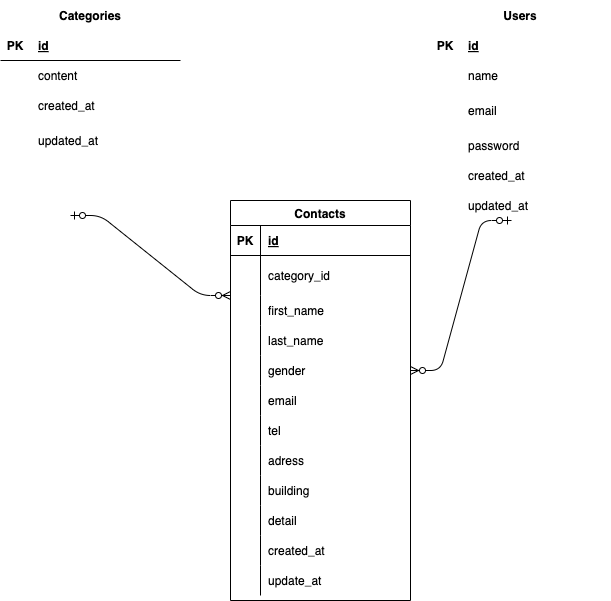 Categories
PK id
content
created_at
updated_at
Users
PK id
name
email
password
created_at
updated_at
Contacts
PK id
category_id
first_name
last_name
gender
email
tel
adress
building
detail
created_at
update_at